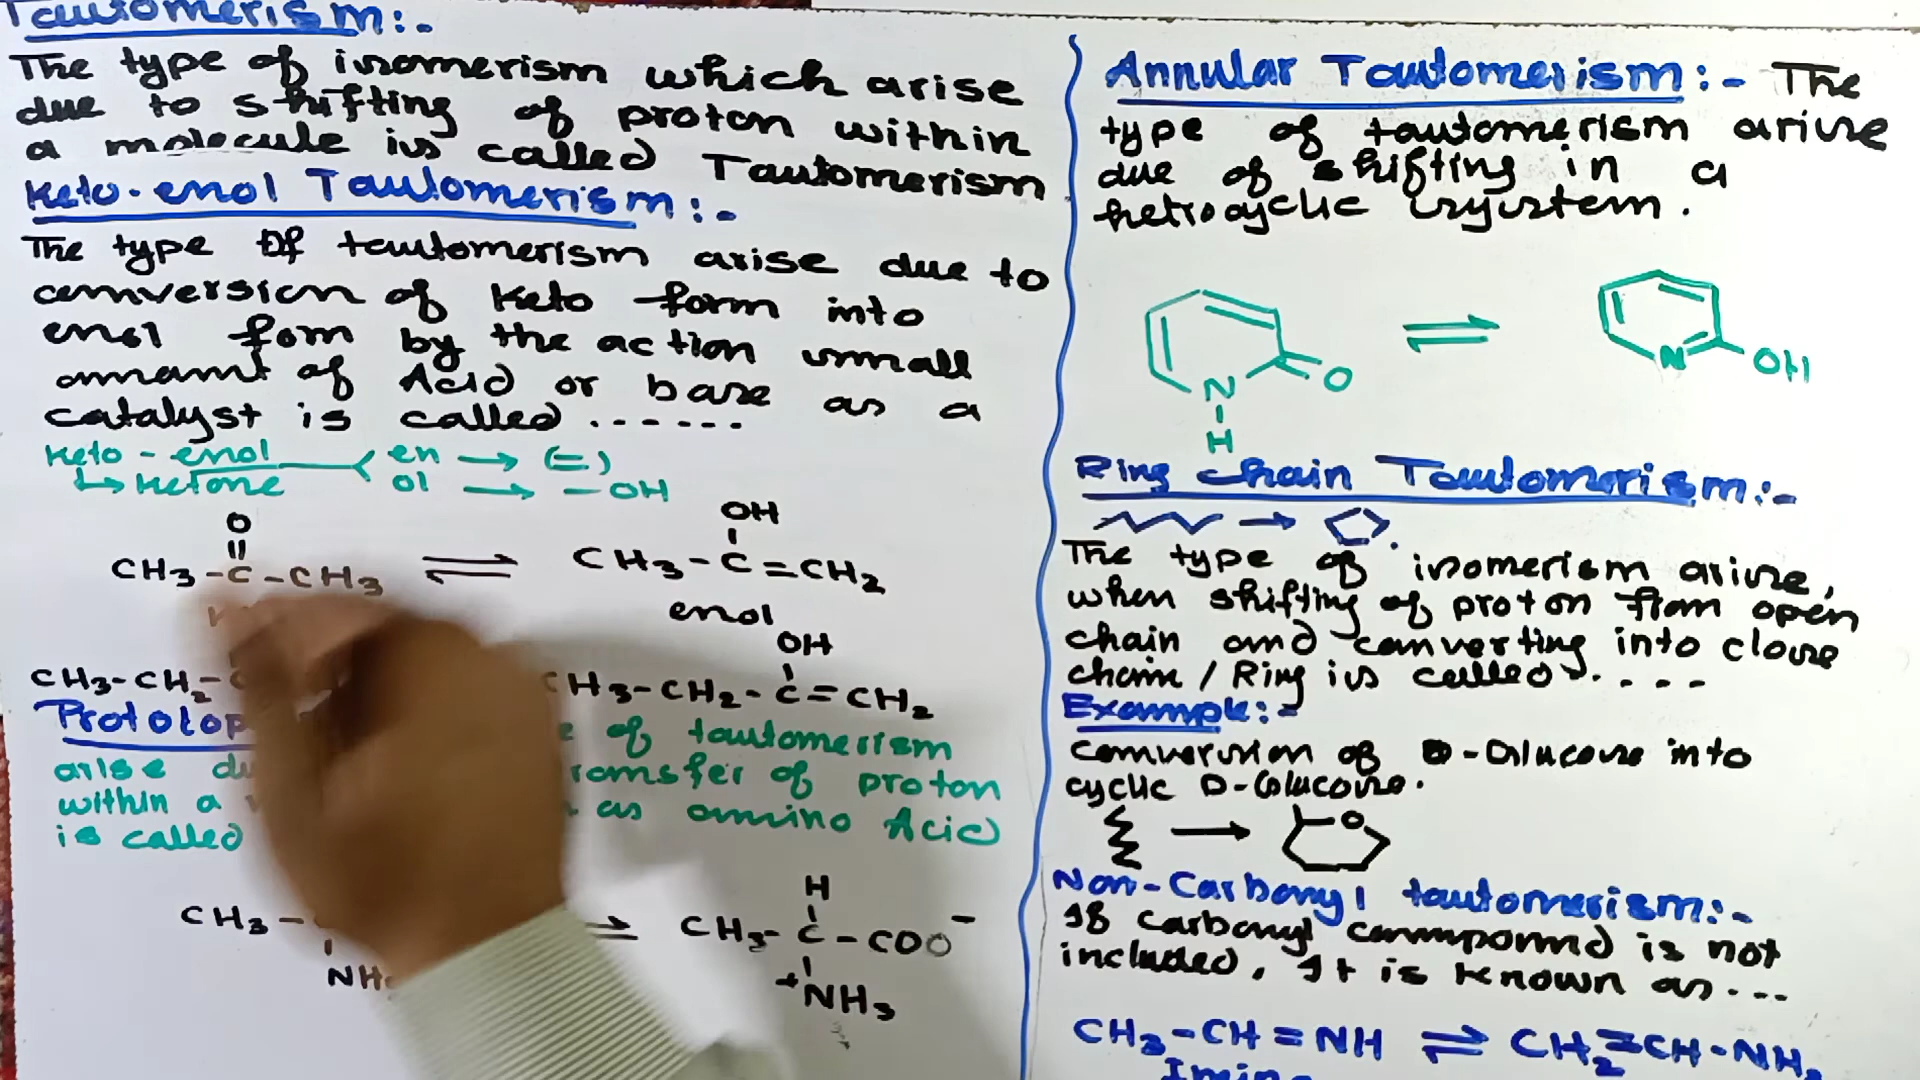 Tautomerism:-
The type of isomerism which arise
due to shifting of proton within
a molecule is called Tautomerism
Keto-enol Tautomerism:-
The type of tautomerism arise due to
conversion of Keto form into
enol form by the action small
amant of Acid or base as a
catalyst is called ......
Keto - enol < en → (=)
↳ Ketone ol → -OH
O
||
CH3-C-CH3 ⇌ CH3-C=CH2
OH
enol
OH
CH3-CH2-C CH3-CH2-C=CH2
of tautomerism
arise transfer of proton
within a as amino Acid
is called
H
CH3- ⇌ CH3-C-COO-
NH +NH3
Annular Tautomerism:- The
type of tautomerism arise
due of shifting in a
hetrocyclic system.
N H O ⇌ N OH
Ring chain Tautomerism:-
The type of isomerism arise,
when shifting of proton from open
chain and converting into close
chain / Ring is called ....
Example:-
conversion of D-Glucose into
cyclic D-Glucose.
O
Non-Carbonyl tautomerism:-
If carbonyl compound is not
included, It is known as ...
CH3-CH=NH ⇌ CH2=CH-NH2